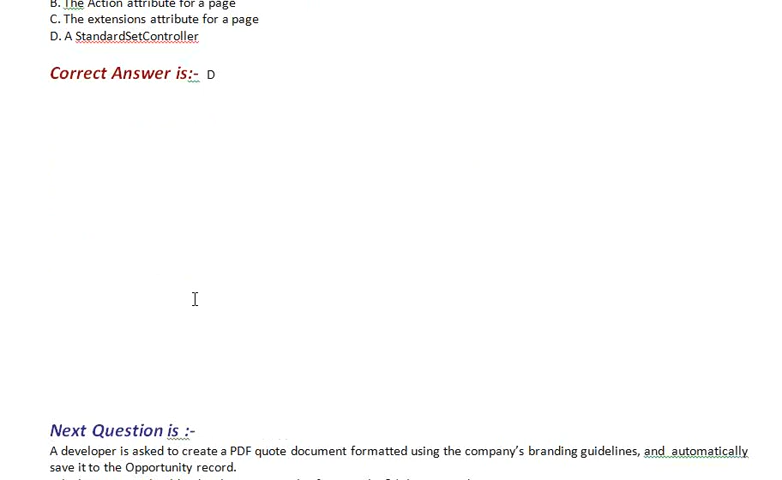 B. The Action attribute for a page
C. The extensions attribute for a page
D. A StandardSetController
Correct Answer is:- D
Next Question is :-
A developer is asked to create a PDF quote document formatted using the company's branding guidelines, and automatically
save it to the Opportunity record.